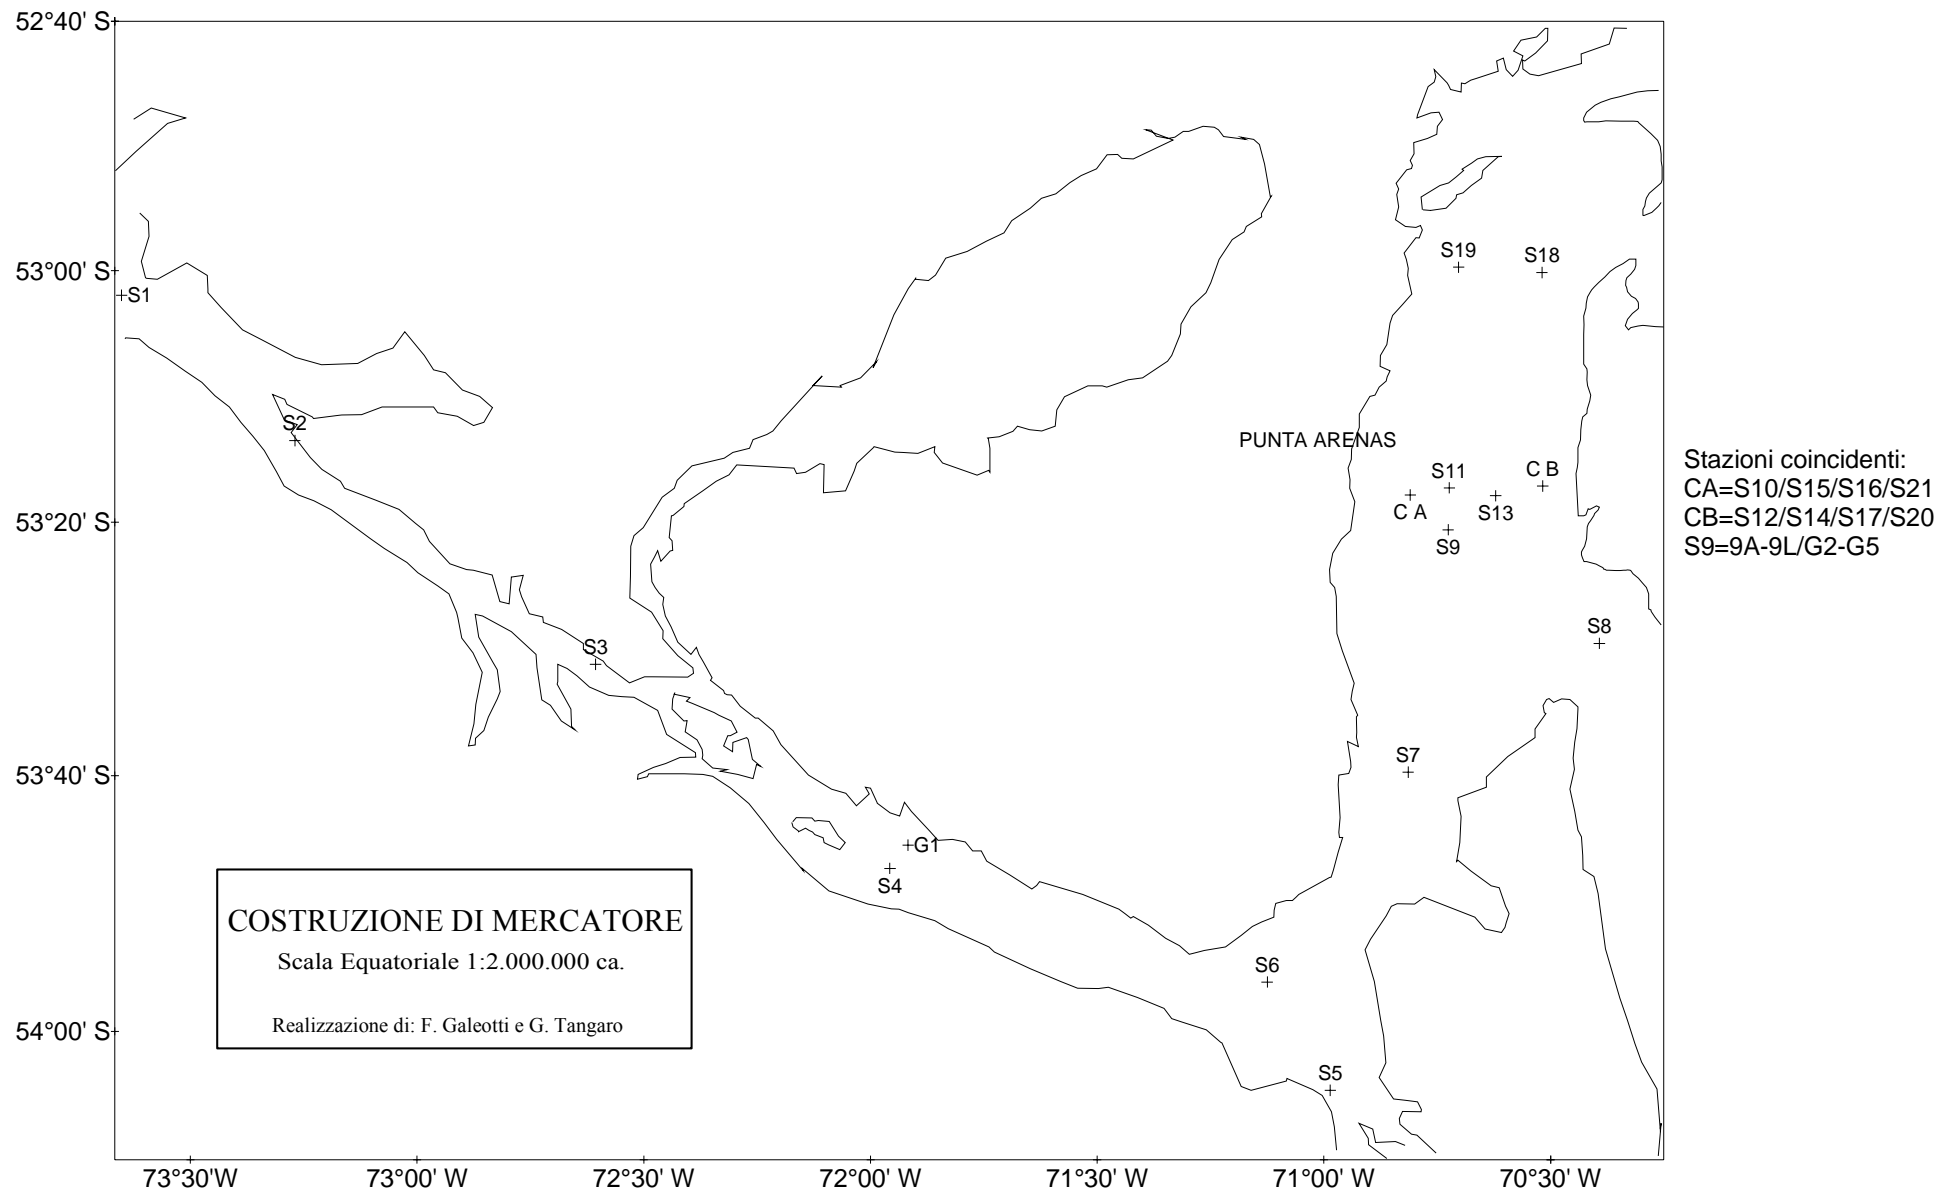 52°40' S
53°00' S
53°20' S
53°40' S
54°00' S
S19
S18
S1
S2
PUNTA ARENAS
S11
C B
C A
S13
S9
S8
S3
S7
G1
S4
S6
S5
Stazioni coincidenti:
CA=S10/S15/S16/S21
CB=S12/S14/S17/S20
S9=9A-9L/G2-G5
COSTRUZIONE DI MERCATORE
Scala Equatoriale 1:2.000.000 ca.
Realizzazione di: F. Galeotti e G. Tangaro
73°30'W
73°00' W
72°30' W
72°00' W
71°30' W
71°00' W
70°30' W